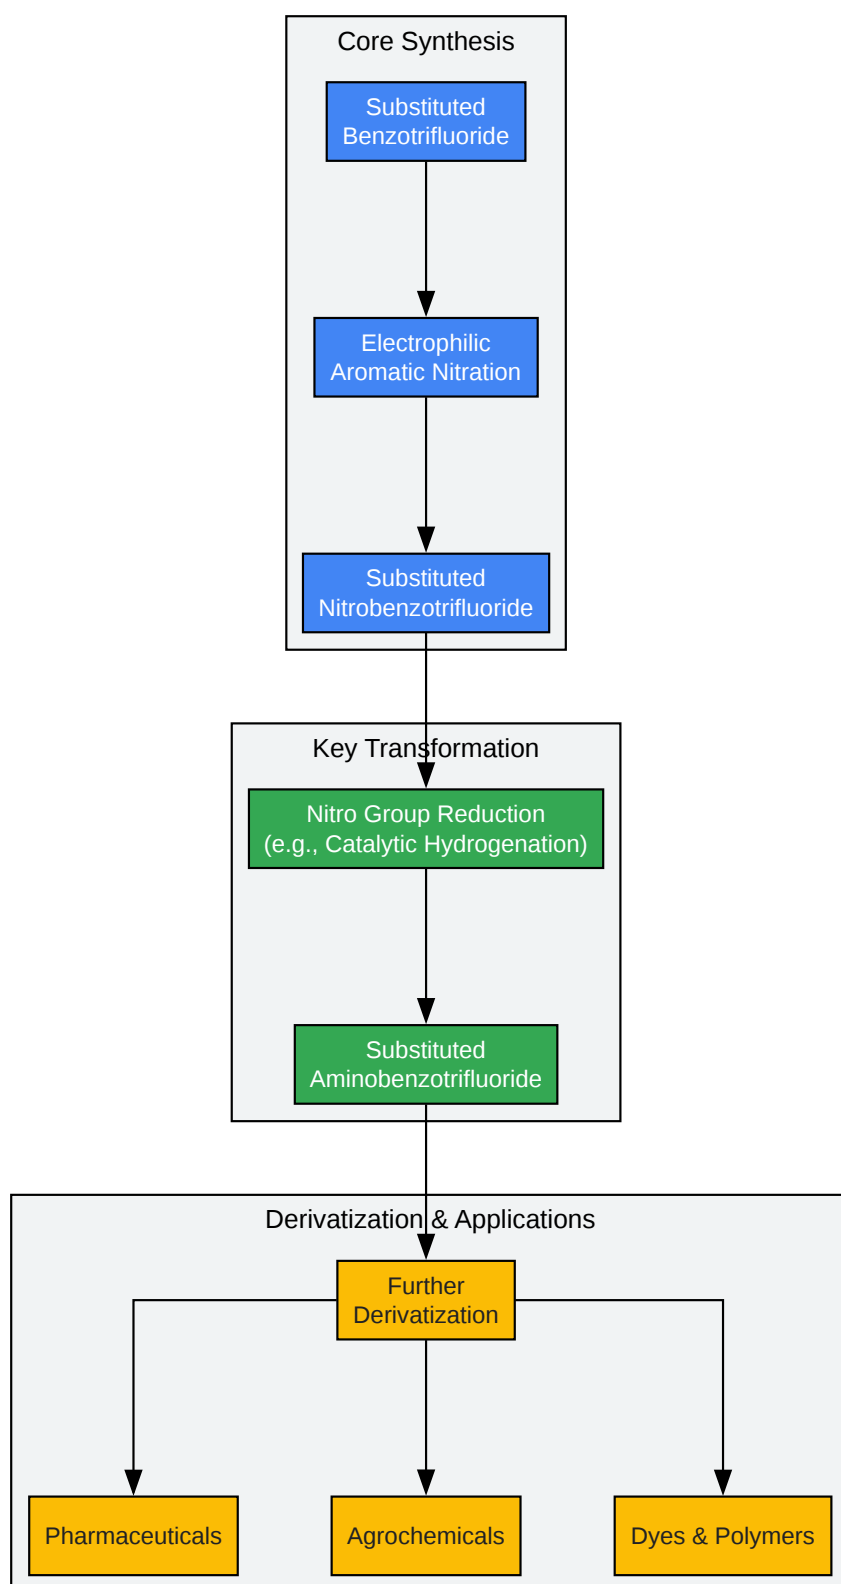 Core Synthesis
Substituted
Benzotrifluoride
Electrophilic
Aromatic Nitration
Substituted
Nitrobenzotrifluoride
Key Transformation
Nitro Group Reduction
(e.g., Catalytic Hydrogenation)
Substituted
Aminobenzotrifluoride
Derivatization & Applications
Further
Derivatization
Pharmaceuticals
Agrochemicals
Dyes & Polymers